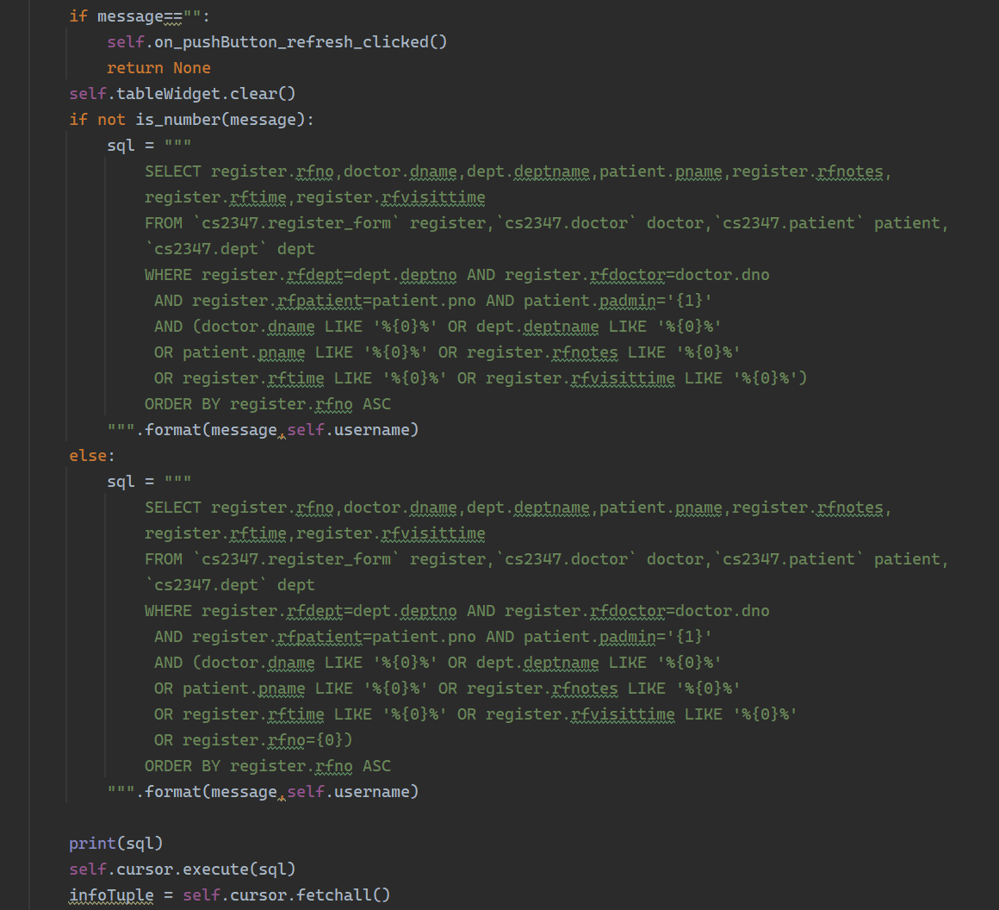 if message=="":
self.on_pushButton_refresh_clicked()
return None
self.tableWidget.clear()
if not is_number(message):
sql = """
SELECT register.rfno,doctor.dname,dept.deptname,patient.pname,register.rfnotes,
register.rftime,register.rfvisittime
FROM `cs2347.register_form` register,`cs2347.doctor` doctor,`cs2347.patient` patient,
`cs2347.dept` dept
WHERE register.rfdept=dept.deptno AND register.rfdoctor=doctor.dno
AND register.rfpatient=patient.pno AND patient.padmin='{1}'
AND (doctor.dname LIKE '%{0}%' OR dept.deptname LIKE '%{0}%'
OR patient.pname LIKE '%{0}%' OR register.rfnotes LIKE '%{0}%'
OR register.rftime LIKE '%{0}%' OR register.rfvisittime LIKE '%{0}%')
ORDER BY register.rfno ASC
""".format(message,self.username)
else:
sql = """
SELECT register.rfno,doctor.dname,dept.deptname,patient.pname,register.rfnotes,
register.rftime,register.rfvisittime
FROM `cs2347.register_form` register,`cs2347.doctor` doctor,`cs2347.patient` patient,
`cs2347.dept` dept
WHERE register.rfdept=dept.deptno AND register.rfdoctor=doctor.dno
AND register.rfpatient=patient.pno AND patient.padmin='{1}'
AND (doctor.dname LIKE '%{0}%' OR dept.deptname LIKE '%{0}%'
OR patient.pname LIKE '%{0}%' OR register.rfnotes LIKE '%{0}%'
OR register.rftime LIKE '%{0}%' OR register.rfvisittime LIKE '%{0}%'
OR register.rfno={0})
ORDER BY register.rfno ASC
""".format(message,self.username)
print(sql)
self.cursor.execute(sql)
infoTuple = self.cursor.fetchall()